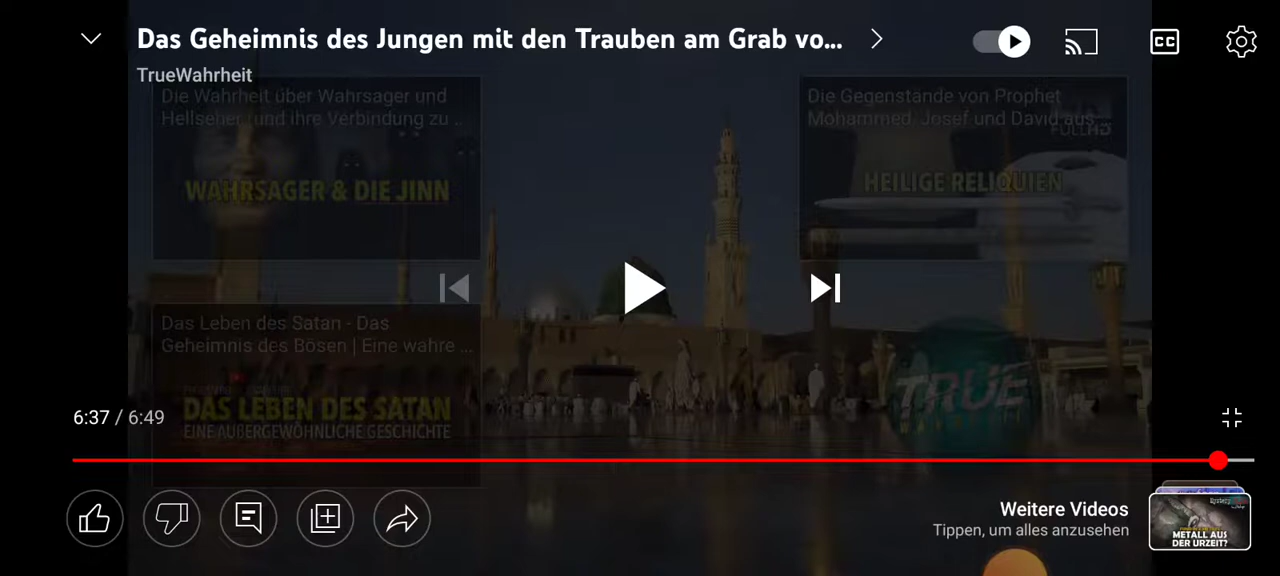 Das Geheimnis des Jungen mit den Trauben am Grab vo...
TrueWahrheit
CC
Die Wahrheit über Wahrsager und
Hellseher und ihre Verbindung zu ..
WAHRSAGER & DIE JINN
Die Gegenstände von Prophet
Mohammed, Josef und David aus...
FULLHD
HEILIGE RELIQUIEN
Das Leben des Satan - Das
Geheimnis des Bösen | Eine wahre ...
DAS LEBEN DES SATAN
EINE AUßERGEWÖHNLICHE GESCHICHTE
TRUE
6:37 / 6:49
Weitere Videos
Tippen, um alles anzusehen
METALL AUS
DER URZEIT?